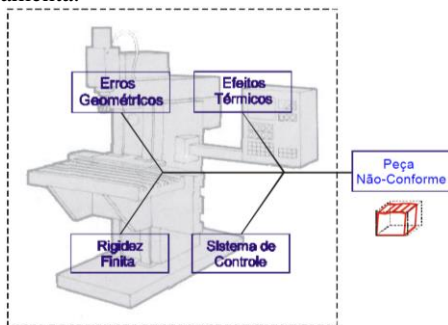 Erros
Geométricos
Efeitos
Térmicos
Peça
Não-Conforme
Rigidez
Finita
Sistema de
Controle